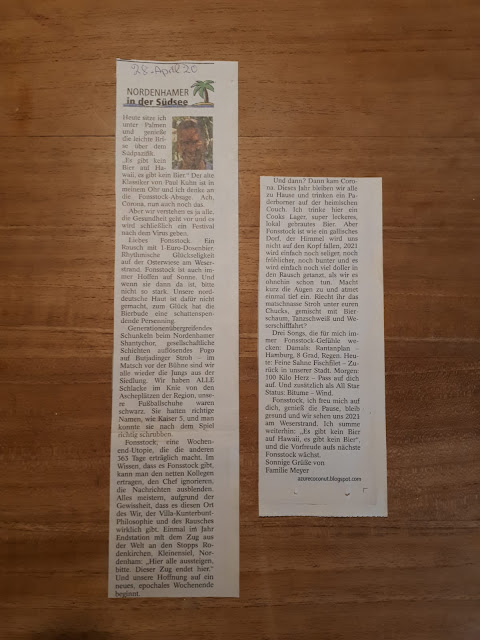 28. April 20
NORDENHAMER
in der Südsee
Heute sitze ich
unter Palmen
und genieße
die leichte Bri-
se über dem
Südpazifik.
„Es gibt kein
Bier auf Ha-
waii, es gibt kein Bier.“ Der alte
Klassiker von Paul Kuhn ist in
meinem Ohr und ich denke an
die Fonsstock-Absage. Ach,
Corona, nun auch noch das.
Aber wir verstehen es ja alle,
die Gesundheit geht vor und es
wird schließlich ein Festival
nach dem Virus geben.
Liebes Fonsstock. Ein
Rausch mit 1-Euro-Dosenbier.
Rhythmische Glückseligkeit
auf der Otterwiese am Weser-
strand. Fonsstock ist auch im-
mer Hoffen auf Sonne. Und
wenn sie dann da ist, bitte
nicht so stark. Unsere nord-
deutsche Haut ist dafür nicht
gemacht, zum Glück hat die
Bierbude eine schattenspen-
dende Persenning.
Generationenübergreifendes
Schunkeln beim Nordenhamer
Shantychor, gesellschaftliche
Schichten auflösendes Pogo
auf Butjadinger Stroh – im
Matsch vor der Bühne sind wir
alle wieder die Jungs aus der
Siedlung. Wir haben ALLE
Schlacke im Knie von den
Ascheplätzen der Region, unse-
re Fußballschuhe waren
schwarz. Sie hatten richtige
Namen, wie Kaiser 5, und man
konnte sie nach dem Spiel
richtig schrubben.
Fonsstock, eine Wochen-
end-Utopie, die die anderen
363 Tage erträglich macht. Im
Wissen, dass es Fonsstock gibt,
kann man den netten Kollegen
ertragen, den Chef ignorieren,
die Nachrichten ausblenden.
Alles meistern, aufgrund der
Gewissheit, dass es diesen Ort
des Wir, der Villa-Kunterbunt-
Philosophie und des Rausches
wirklich gibt. Einmal im Jahr
Endstation mit dem Zug aus
der Welt an den Stopps Ro-
denkirchen, Kleinensiel, Nor-
denham: „Hier alle aussteigen,
bitte. Dieser Zug endet hier.“
Und unsere Hoffnung auf ein
neues, epochales Wochenende
beginnt.
Und dann? Dann kam Coro-
na. Dieses Jahr bleiben wir alle
zu Hause und trinken ein Pa-
derborner auf der heimischen
Couch. Ich trinke hier ein
Cooks Lager, super leckeres,
lokal gebrautes Bier. Aber
Fonsstock ist wie ein gallisches
Dorf, der Himmel wird uns
nicht auf den Kopf fallen, 2021
wird einfach noch seliger, noch
fröhlicher, noch bunter und es
wird einfach noch viel doller in
den Rausch getanzt, als wir es
ohnehin schon tun. Macht
kurz die Augen zu und atmet
einmal tief ein. Riecht ihr das
matschnasse Stroh unter euren
Chucks, gemischt mit Bier-
schaum, Tanzschweiß und We-
serschifffahrt?
Drei Songs, die für mich im-
mer Fonsstock-Gefühle we-
cken: Damals: Rantanplan –
Hamburg, 8 Grad, Regen. Heute:
Feine Sahne Fischfilet – Zu-
rück in unserer Stadt. Morgen:
100 Kilo Herz – Pass auf dich
auf. Und zusätzlich als All Star
Status: Bitume – Wind.
Fonsstock, ich freu mich auf
dich, genieß die Pause, bleib
gesund und wir sehen uns 2021
am Weserstrand. Ich summe
weiterhin: „Es gibt kein Bier
auf Hawaii, es gibt kein Bier“,
und die Vorfreude aufs nächste
Fonsstock wächst.
Sonnige Grüße von
Familie Meyer
azurecoconut.blogspot.com